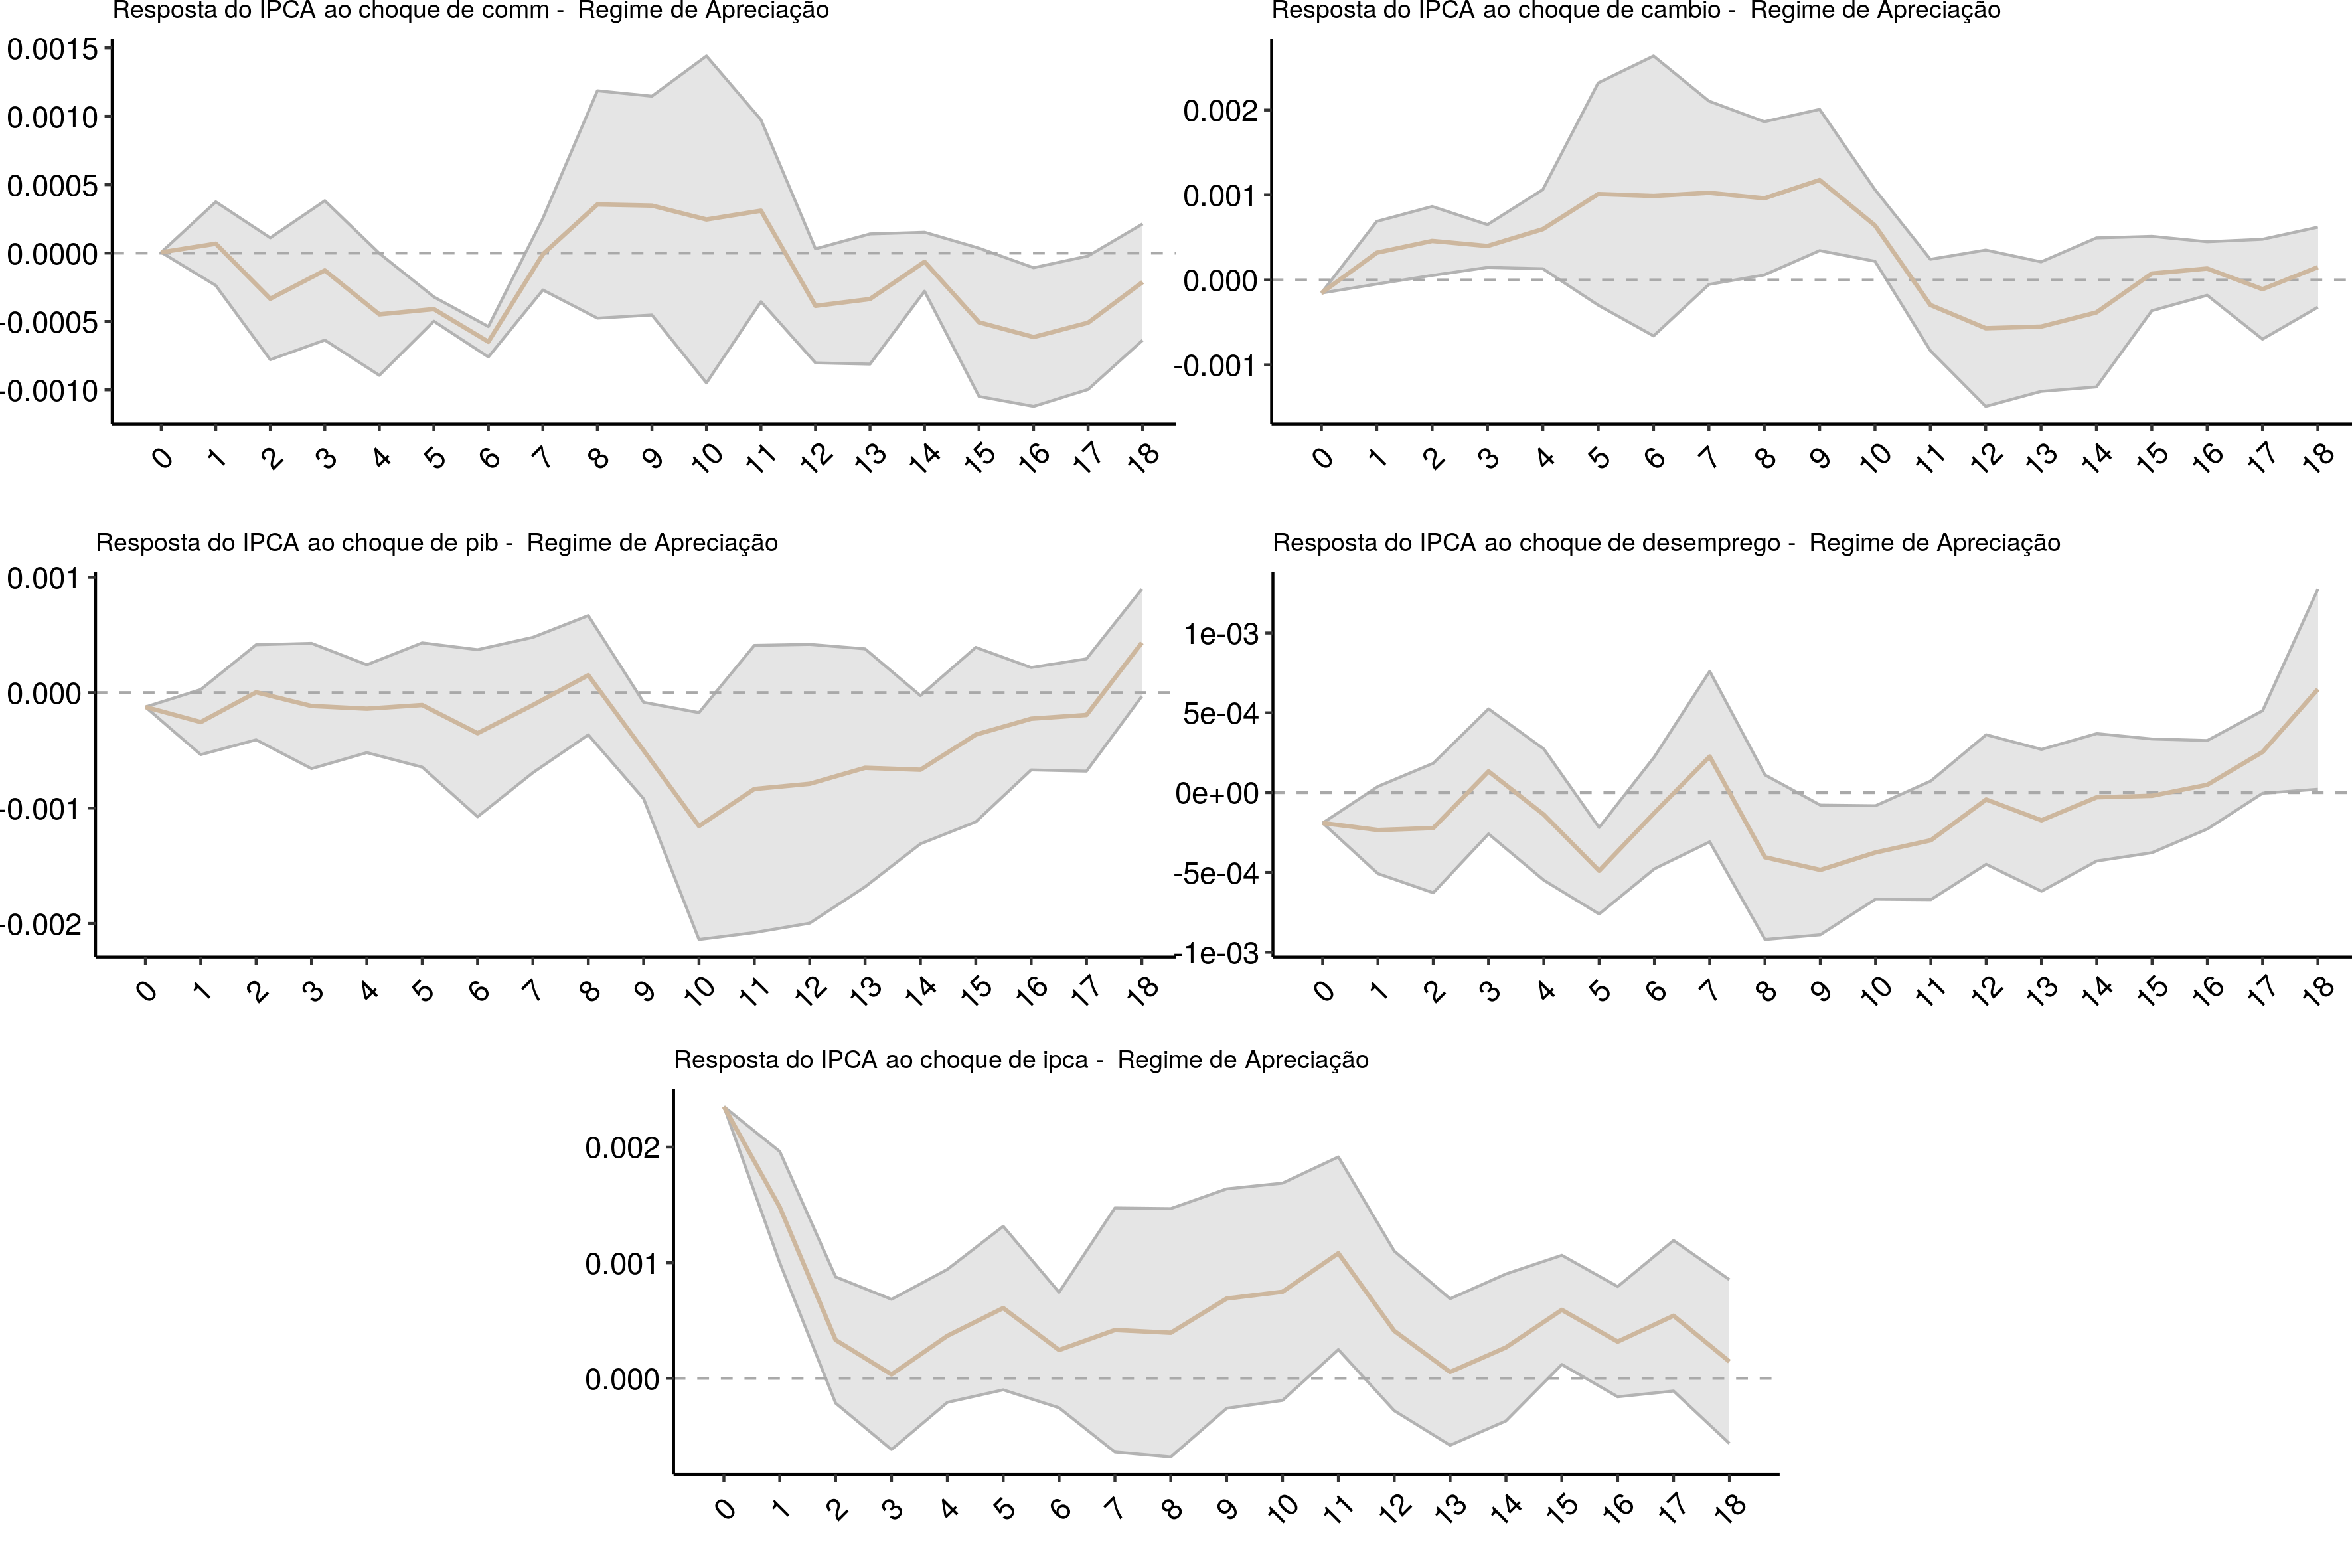 Resposta do IPCA ao choque de comm -  Regime de Apreciação
0.0015
0.0010
0.0005
0.0000
-0.0005
-0.0010
0 1 2 3 4 5 6 7 8 9 10 11 12 13 14 15 16 17 18
Resposta do IPCA ao choque de cambio -  Regime de Apreciação
0.002
0.001
0.000
-0.001
0 1 2 3 4 5 6 7 8 9 10 11 12 13 14 15 16 17 18
Resposta do IPCA ao choque de pib -  Regime de Apreciação
0.001
0.000
-0.001
-0.002
0 1 2 3 4 5 6 7 8 9 10 11 12 13 14 15 16 17 18
Resposta do IPCA ao choque de desemprego -  Regime de Apreciação
1e-03
5e-04
0e+00
-5e-04
-1e-03
0 1 2 3 4 5 6 7 8 9 10 11 12 13 14 15 16 17 18
Resposta do IPCA ao choque de ipca -  Regime de Apreciação
0.002
0.001
0.000
0 1 2 3 4 5 6 7 8 9 10 11 12 13 14 15 16 17 18